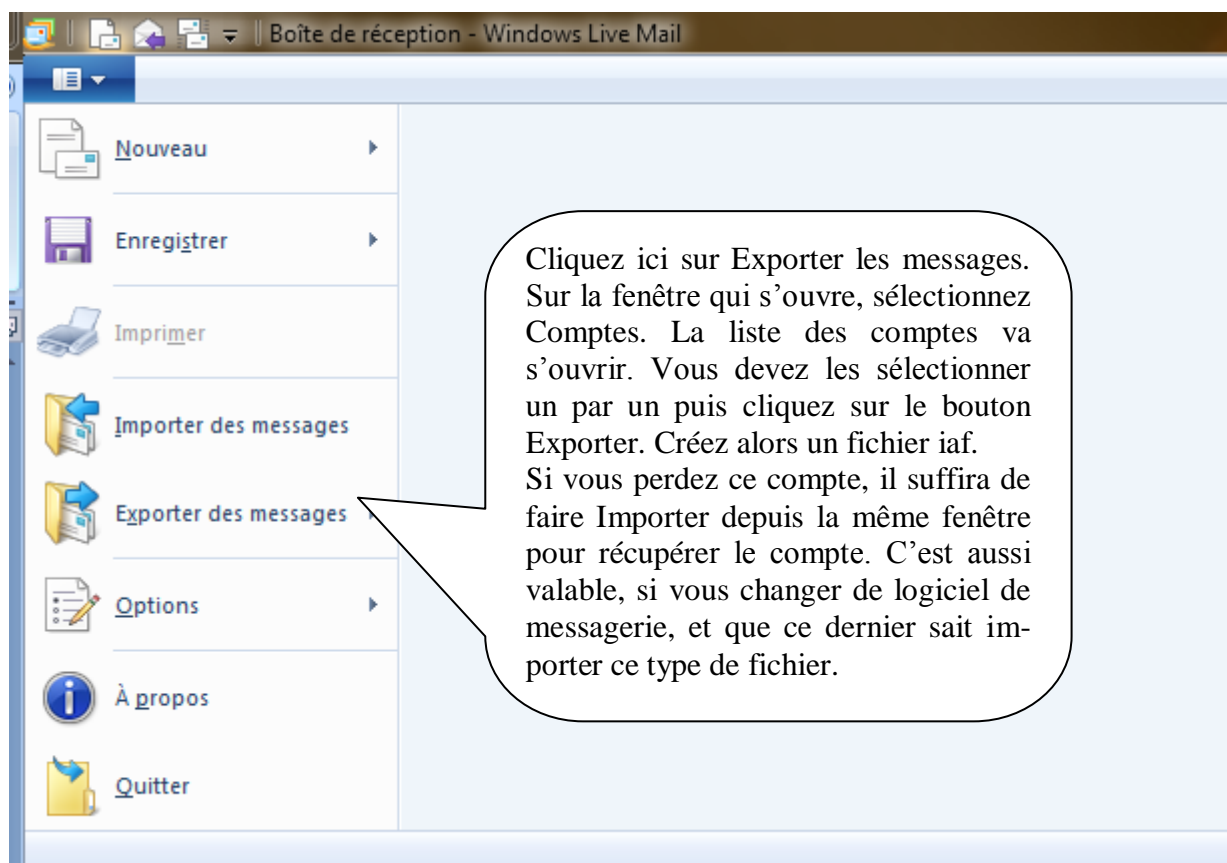 Boîte de réception - Windows Live Mail
Nouveau
Enregistrer
Imprimer
Importer des messages
Exporter des messages
Options
À propos
Quitter
Cliquez ici sur Exporter les messages.
Sur la fenêtre qui s’ouvre, sélectionnez
Comptes. La liste des comptes va
s’ouvrir. Vous devez les sélectionner
un par un puis cliquez sur le bouton
Exporter. Créez alors un fichier iaf.
Si vous perdez ce compte, il suffira de
faire Importer depuis la même fenêtre
pour récupérer le compte. C’est aussi
valable, si vous changer de logiciel de
messagerie, et que ce dernier sait im-
porter ce type de fichier.